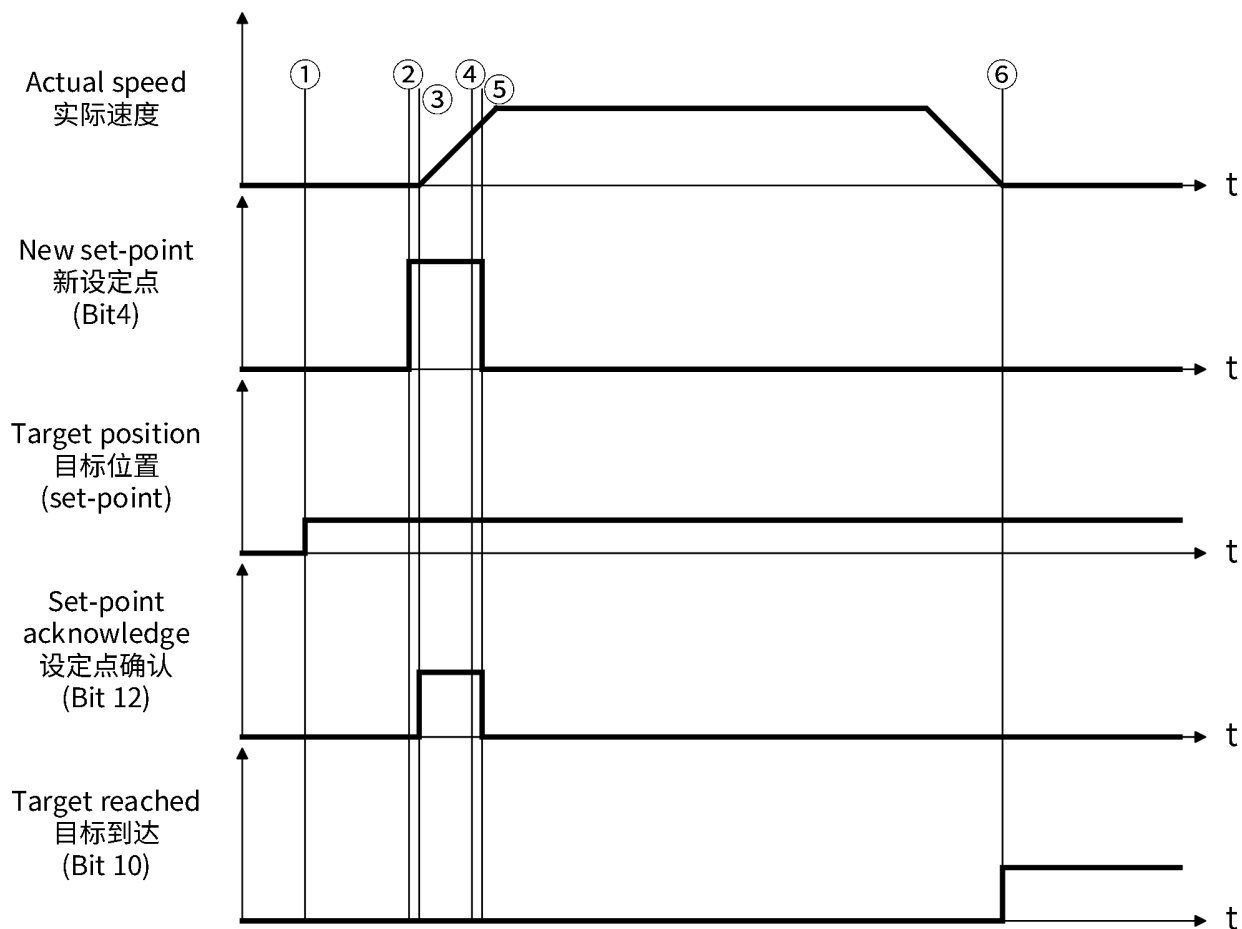 Actual speed
实际速度
① ② ③ ④ ⑤ ⑥
t
New set-point
新设定点
(Bit4)
t
Target position
目标位置
(set-point)
t
Set-point
acknowledge
设定点确认
(Bit 12)
t
Target reached
目标到达
(Bit 10)
t